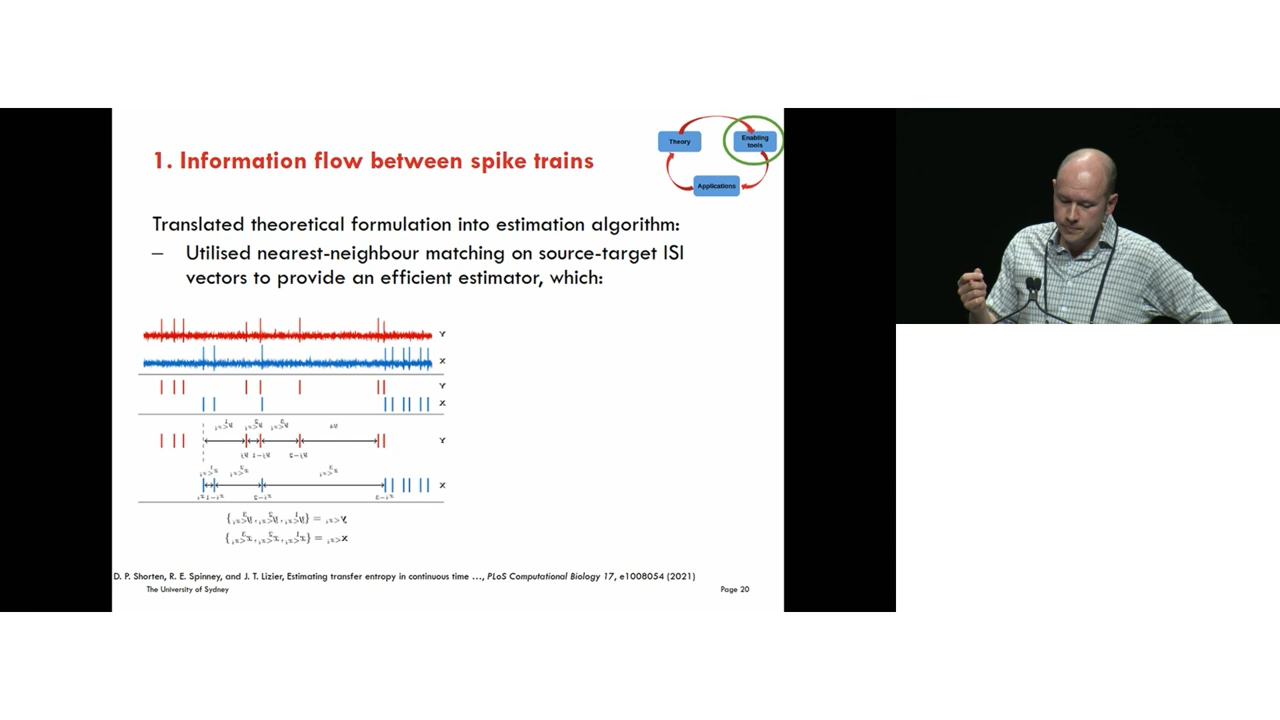 1. Information flow between spike trains
Theory
Enabling
tools
Applications
Translated theoretical formulation into estimation algorithm:
– Utilised nearest-neighbour matching on source-target ISI
vectors to provide an efficient estimator, which:
Y
X
Y
X
Y
X
D. P. Shorten, R. E. Spinney, and J. T. Lizier, Estimating transfer entropy in continuous time ..., PLoS Computational Biology 17, e1008054 (2021)
The University of Sydney
Page 20